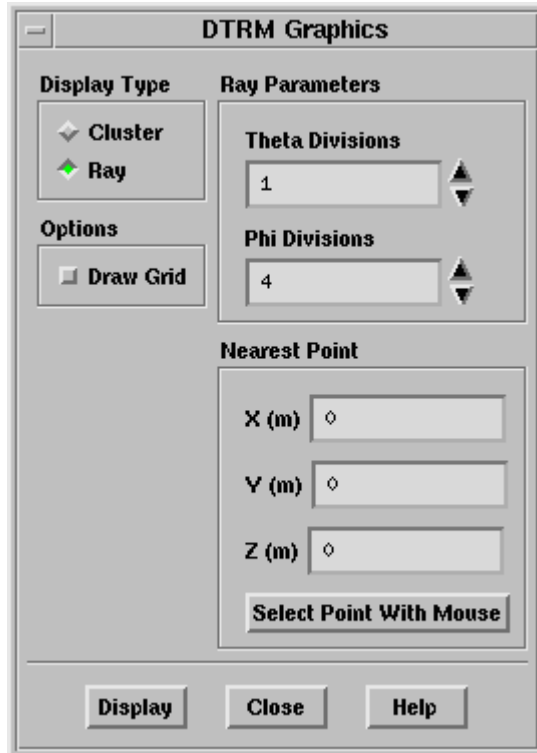 DTRM Graphics
Display Type
Cluster
Ray
Options
Draw Grid
Ray Parameters
Theta Divisions
1
Phi Divisions
4
Nearest Point
X (m) 0
Y (m) 0
Z (m) 0
Select Point With Mouse
Display Close Help